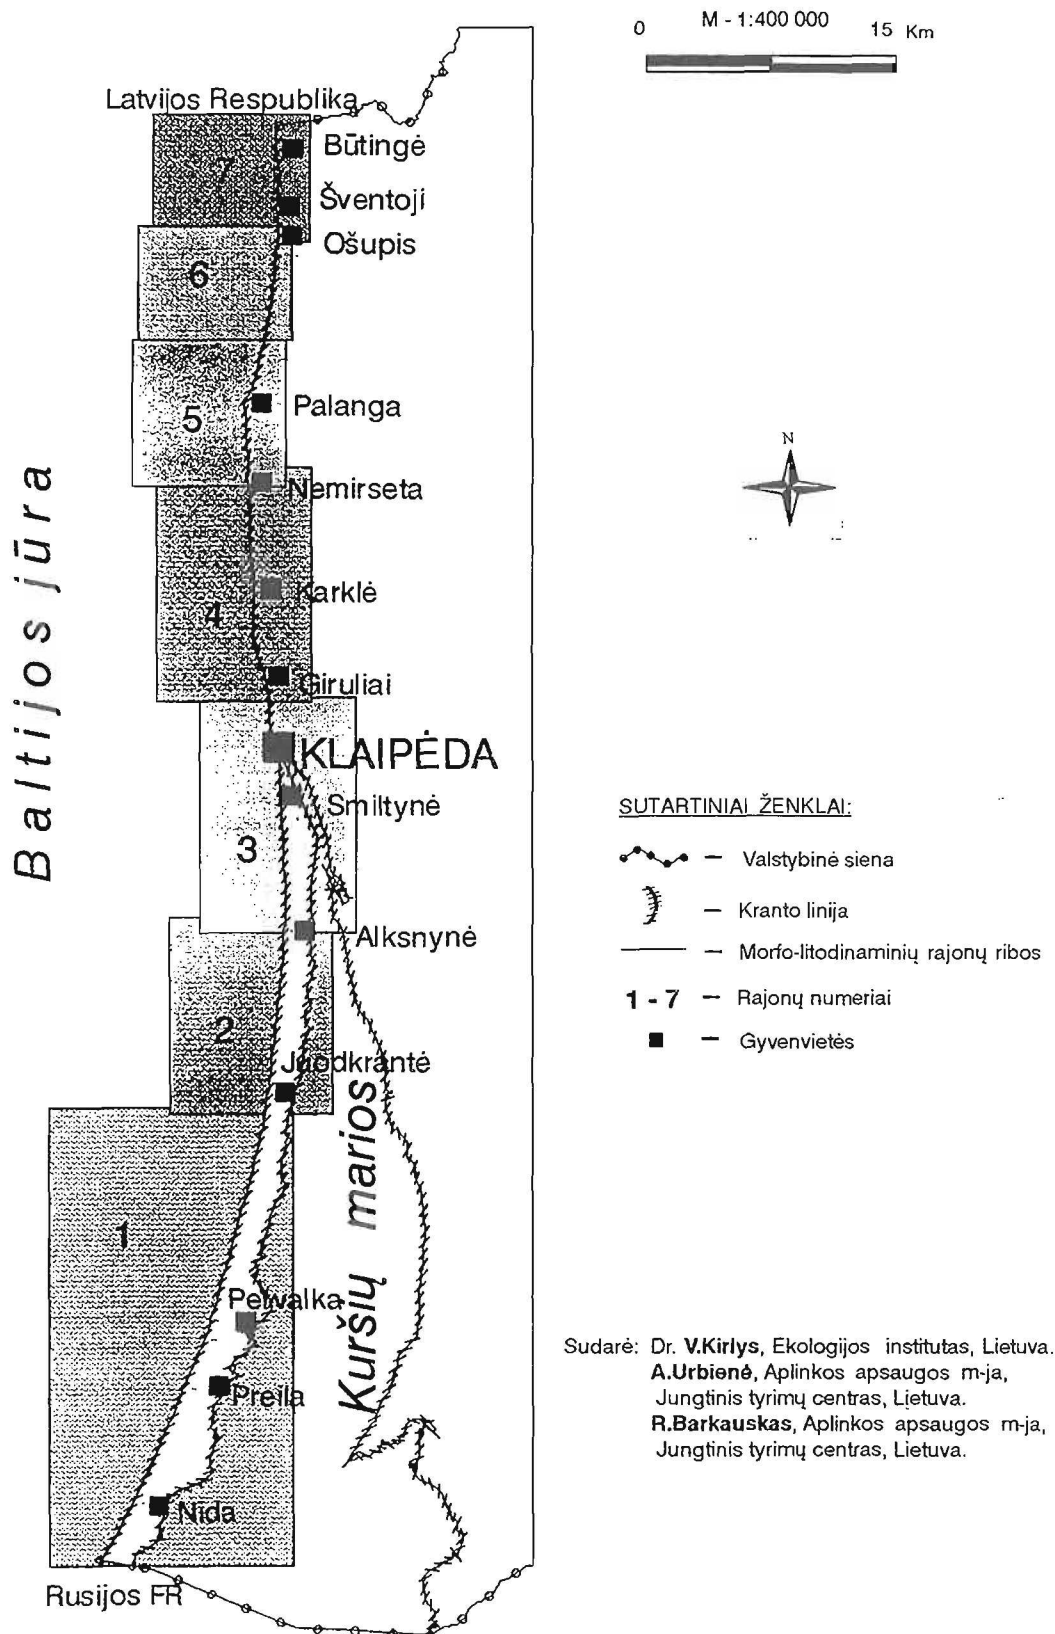 0 M - 1:400 000 15 Km
Latvijos Respublika
7
Būtingė
Šventoji
Ošupis
6
5
Palanga
Nemirseta
N
Baltijos jūra
4
Karklė
Giruliai
KLAIPĖDA
Smiltynė
3
Alksnynė
2
Juodkrantė
Kuršių marios
1
Pervalka
Preila
Nida
Rusijos FR
SUTARTINIAI ŽENKLAI:
– Valstybinė siena
– Kranto linija
– Morfo-litodinaminių rajonų ribos
1 - 7 – Rajonų numeriai
– Gyvenvietės
Sudarė: Dr. V.Kirlys, Ekologijos institutas, Lietuva.
A.Urbienė, Aplinkos apsaugos m-ja,
Jungtinis tyrimų centras, Lietuva.
R.Barkauskas, Aplinkos apsaugos m-ja,
Jungtinis tyrimų centras, Lietuva.